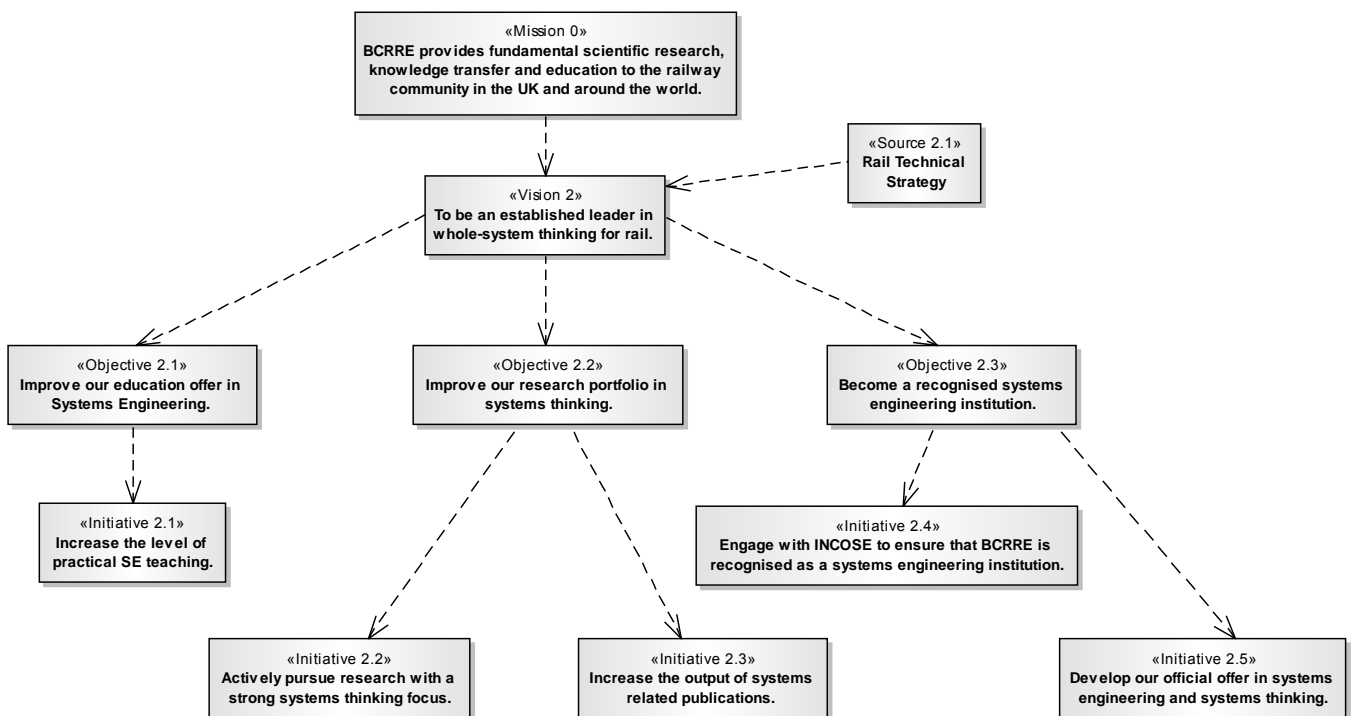 «Mission 0»
BCRRE provides fundamental scientific research,
knowledge transfer and education to the railway
community in the UK and around the world.
«Source 2.1»
Rail Technical
Strategy
«Vision 2»
To be an established leader in
whole-system thinking for rail.
«Objective 2.1»
Improve our education offer in
Systems Engineering.
«Objective 2.2»
Improve our research portfolio in
systems thinking.
«Objective 2.3»
Become a recognised systems
engineering institution.
«Initiative 2.1»
Increase the level of
practical SE teaching.
«Initiative 2.4»
Engage with INCOSE to ensure that BCRRE is
recognised as a systems engineering institution.
«Initiative 2.2»
Actively pursue research with a
strong systems thinking focus.
«Initiative 2.3»
Increase the output of systems
related publications.
«Initiative 2.5»
Develop our official offer in systems
engineering and systems thinking.